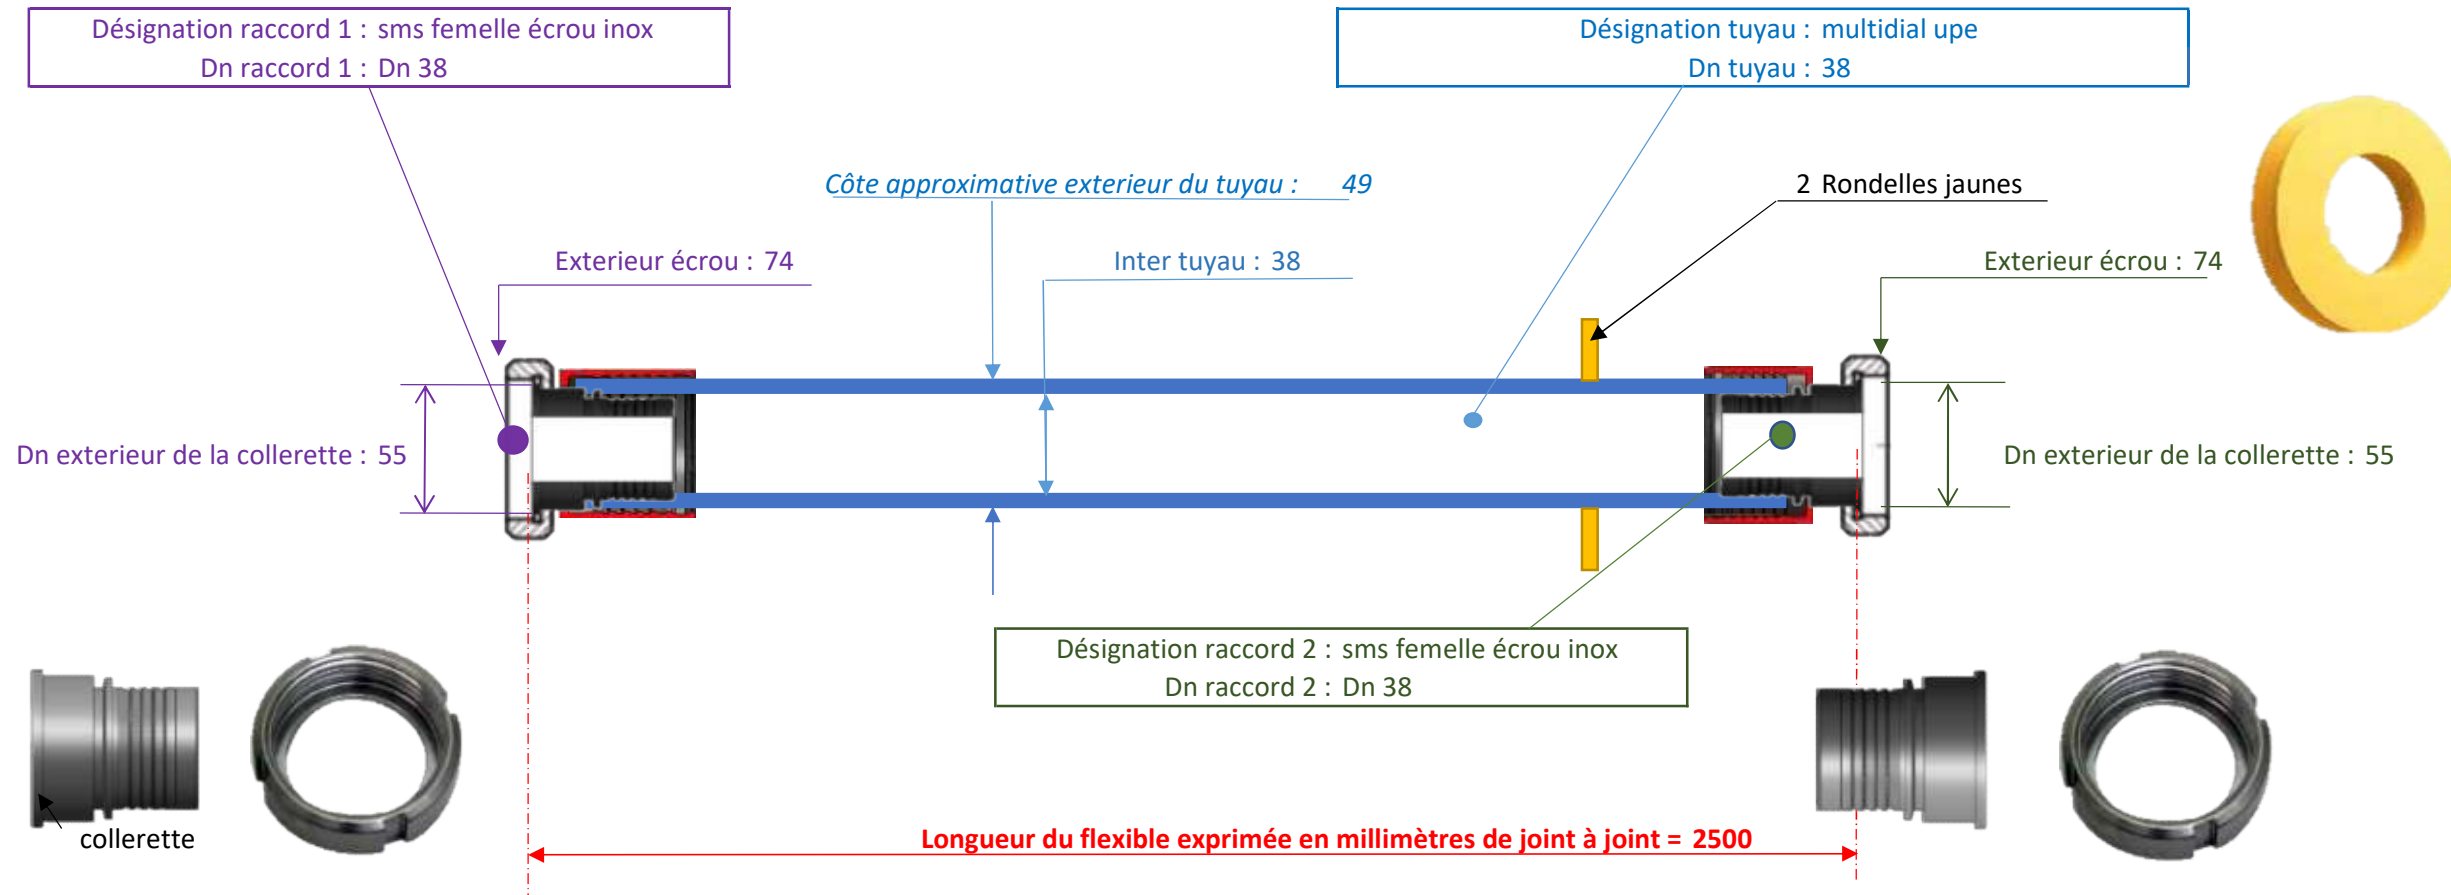 Désignation raccord 1 : sms femelle écrou inox
Dn raccord 1 : Dn 38
Désignation tuyau : multidial upe
Dn tuyau : 38
Côte approximative exterieur du tuyau : 49
2 Rondelles jaunes
Exterieur écrou : 74
Inter tuyau : 38
Exterieur écrou : 74
Dn exterieur de la collerette : 55
Dn exterieur de la collerette : 55
Désignation raccord 2 : sms femelle écrou inox
Dn raccord 2 : Dn 38
collerette
Longueur du flexible exprimée en millimètres de joint à joint = 2500